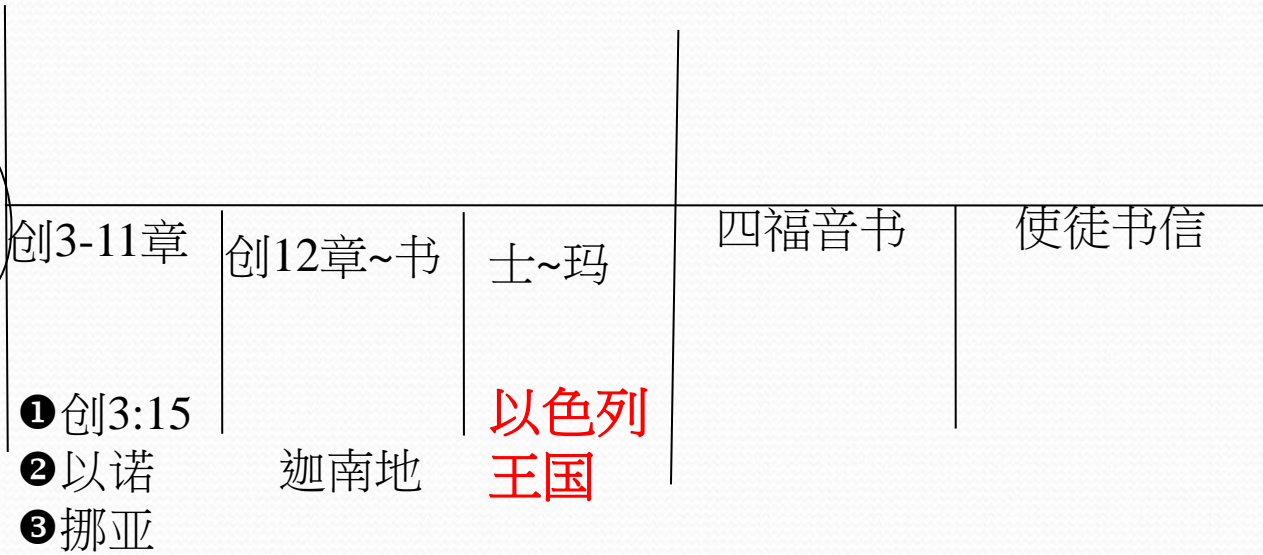 创3-11章
创12章~书
士~玛
四福音书
使徒书信
❶创3:15
❷以诺
❸挪亚
迦南地
以色列
王国